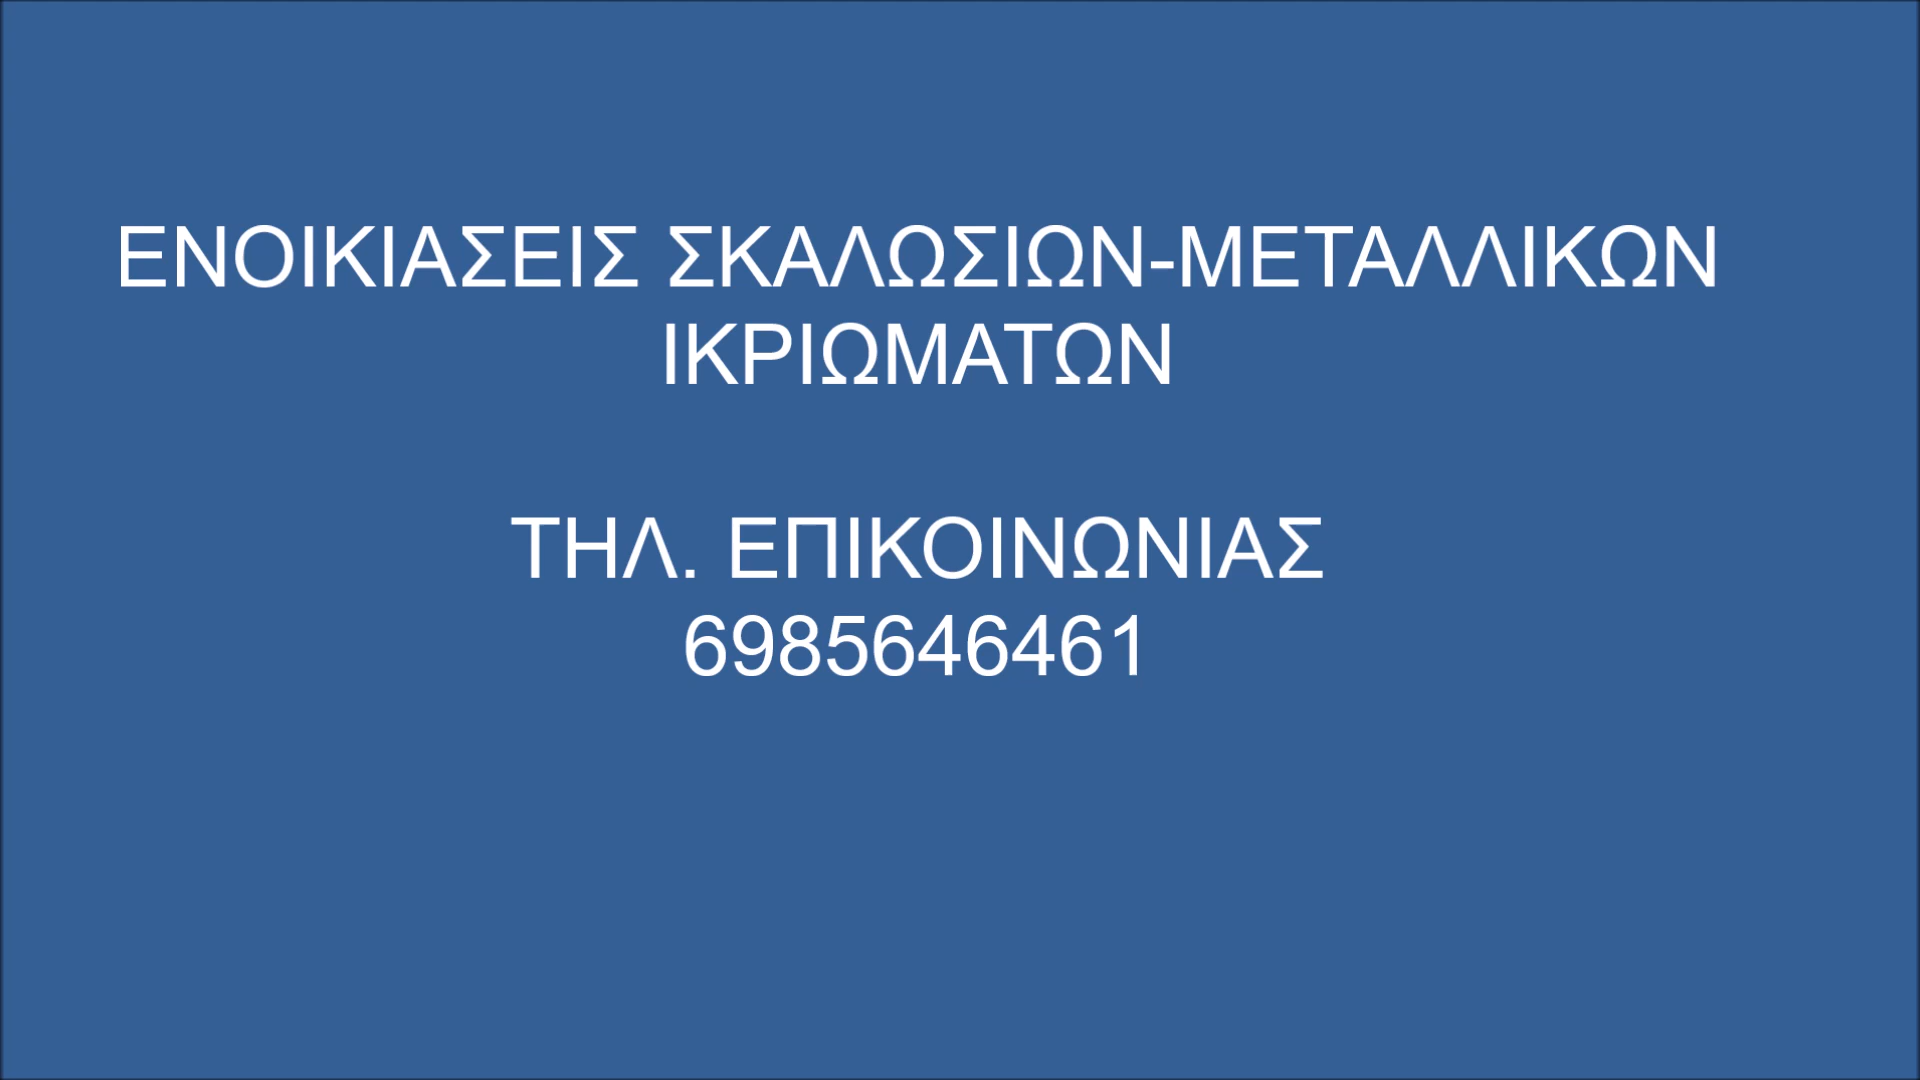 ΕΝΟΙΚΙΑΣΕΙΣ ΣΚΑΛΩΣΙΩΝ-ΜΕΤΑΛΛΙΚΩΝ
ΙΚΡΙΩΜΑΤΩΝ
ΤΗΛ. ΕΠΙΚΟΙΝΩΝΙΑΣ
6985646461